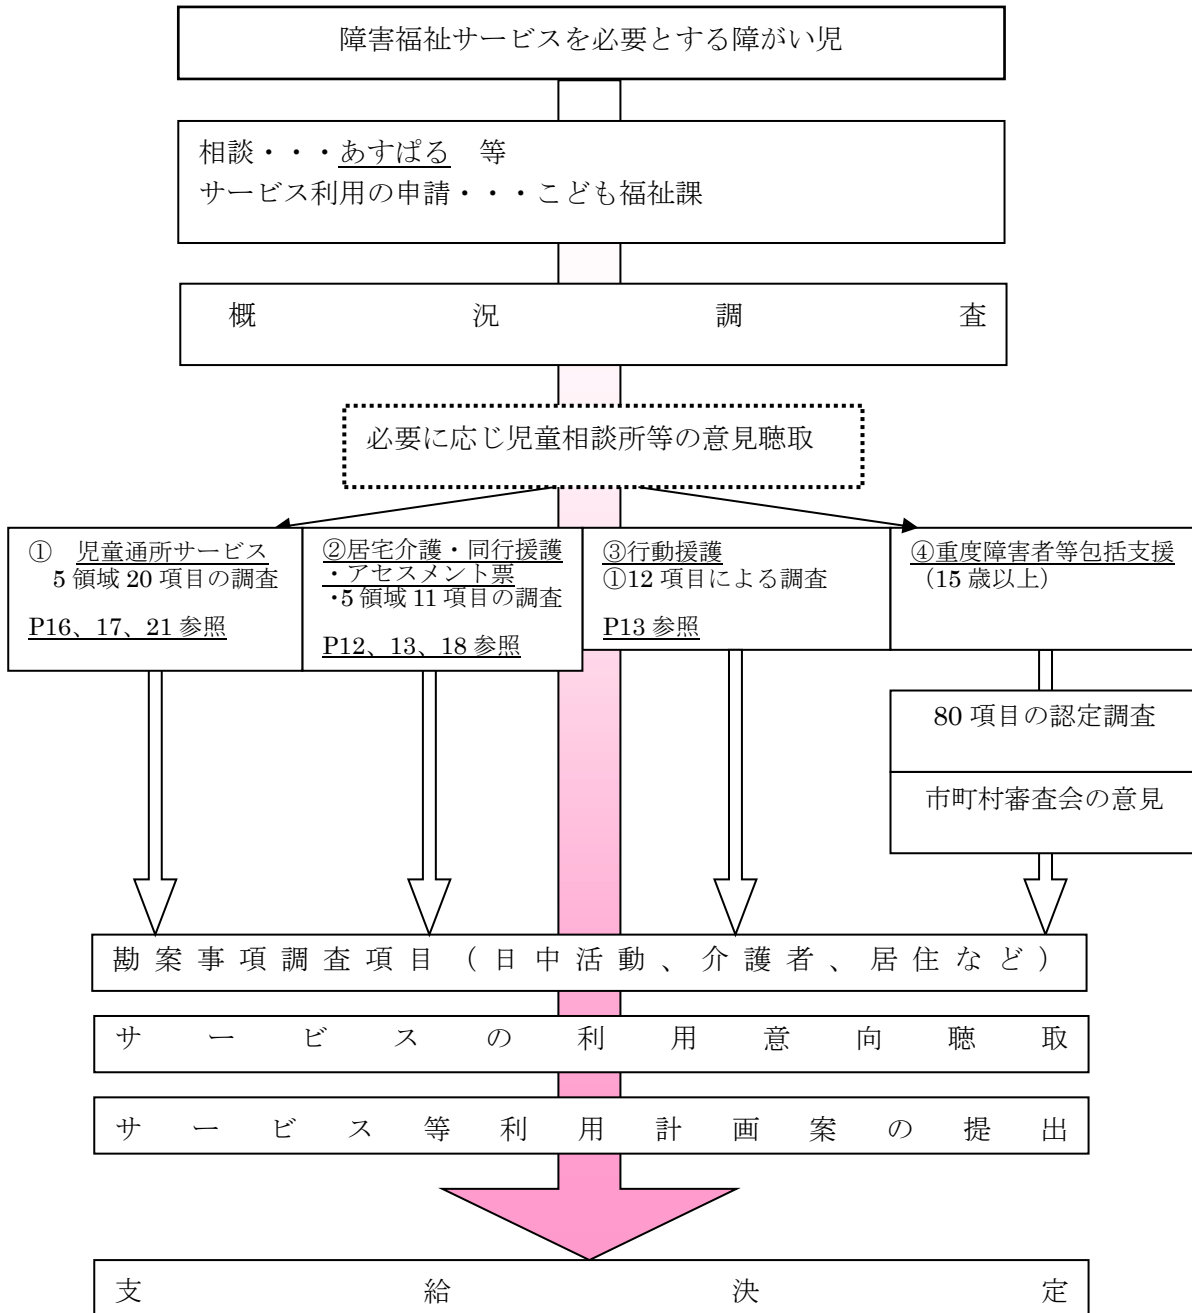 障害福祉サービスを必要とする障がい児
相談・・・あすぱる　等
サービス利用の申請・・・こども福祉課
概況調査
必要に応じ児童相談所等の意見聴取
①　児童通所サービス
5 領域 20 項目の調査
P16、17、21 参照
②居宅介護・同行援護
・アセスメント票
・5 領域 11 項目の調査
P12、13、18 参照
③行動援護
①12 項目による調査
P13 参照
④重度障害者等包括支援
（15 歳以上）
80 項目の認定調査
市町村審査会の意見
勘案事項調査項目（日中活動、介護者、居住など）
サービスの利用意向聴取
サービス等利用計画案の提出
支給決定